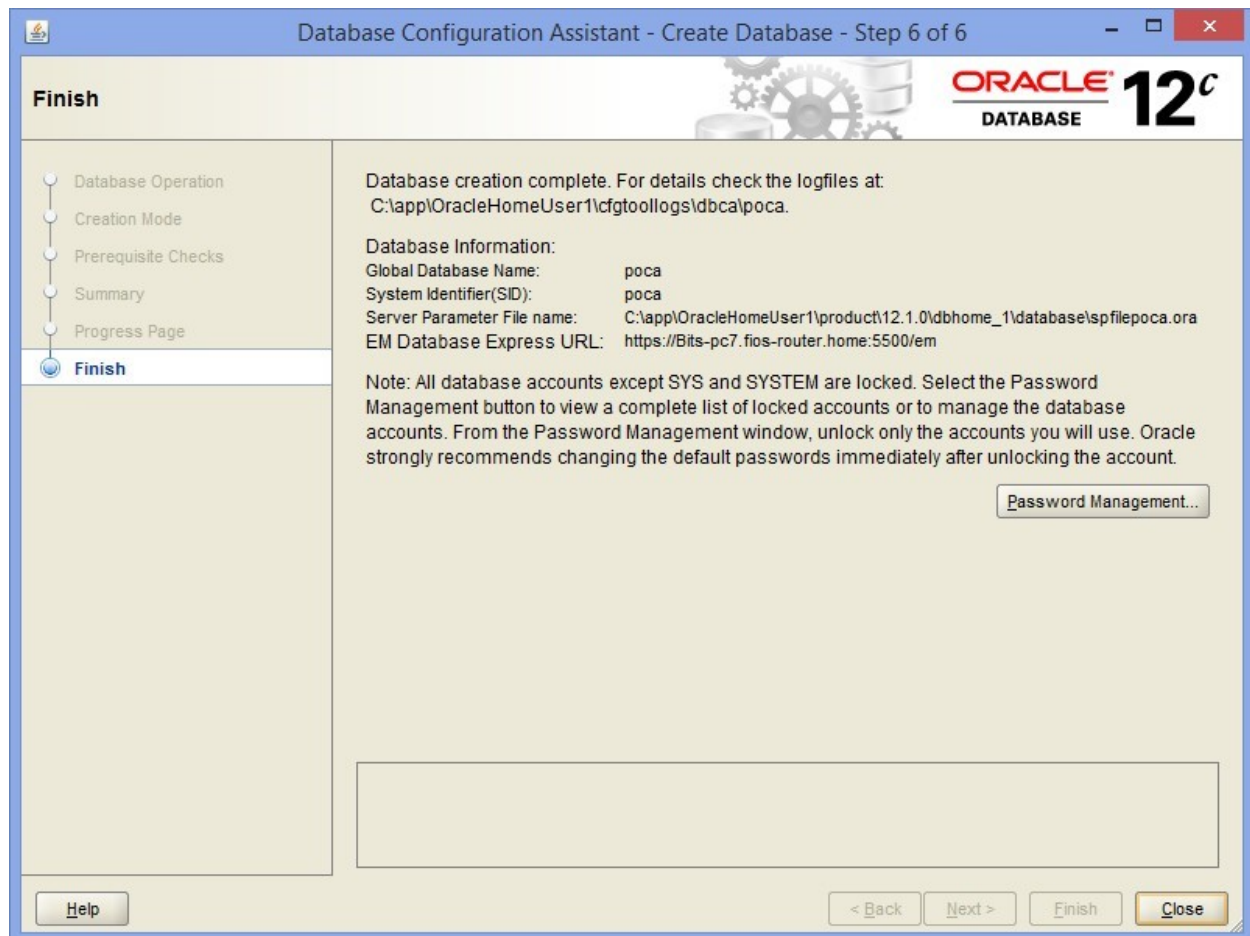 Database Configuration Assistant - Create Database - Step 6 of 6
Finish
ORACLE
DATABASE
12c
Database Operation
Creation Mode
Prerequisite Checks
Summary
Progress Page
Finish
Database creation complete. For details check the logfiles at:
C:\app\OracleHomeUser1\cfgtoollogs\dbca\poca.
Database Information:
Global Database Name: poca
System Identifier(SID): poca
Server Parameter File name: C:\app\OracleHomeUser1\product\12.1.0\dbhome_1\database\spfilepoca.ora
EM Database Express URL: https://Bits-pc7.fios-router.home:5500/em
Note: All database accounts except SYS and SYSTEM are locked. Select the Password
Management button to view a complete list of locked accounts or to manage the database
accounts. From the Password Management window, unlock only the accounts you will use. Oracle
strongly recommends changing the default passwords immediately after unlocking the account.
Password Management...
Help
< Back
Next >
Finish
Close